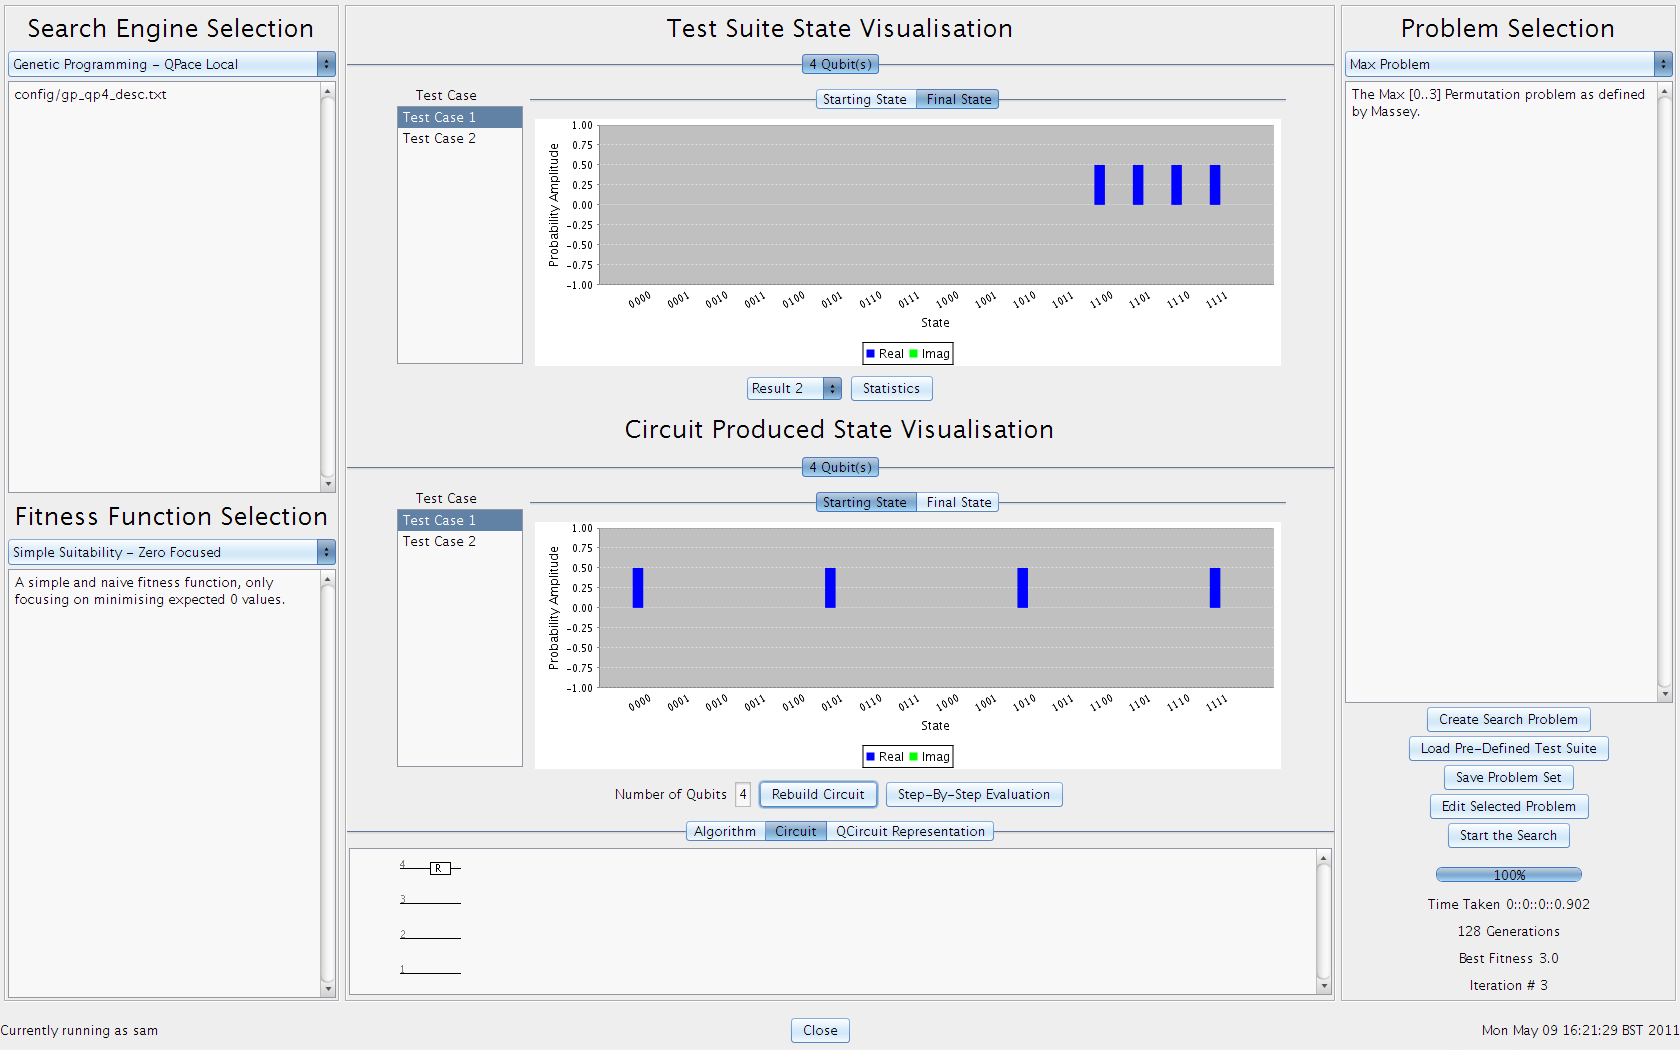 Search Engine Selection
Genetic Programming – QPace Local
config/gp_qp4_desc.txt
Fitness Function Selection
Simple Suitability – Zero Focused
A simple and naive fitness function, only
focusing on minimising expected 0 values.
Test Suite State Visualisation
4 Qubit(s)
Test Case
Test Case 1
Test Case 2
Starting State
Final State
Probability Amplitude
1.00
0.75
0.50
0.25
0.00
-0.25
-0.50
-0.75
-1.00
0000 0001 0010 0011 0100 0101 0110 0111 1000 1001 1010 1011 1100 1101 1110 1111
State
Real Imag
Result 2
Statistics
Circuit Produced State Visualisation
4 Qubit(s)
Test Case
Test Case 1
Test Case 2
Starting State
Final State
Probability Amplitude
1.00
0.75
0.50
0.25
0.00
-0.25
-0.50
-0.75
-1.00
0000 0001 0010 0011 0100 0101 0110 0111 1000 1001 1010 1011 1100 1101 1110 1111
State
Real Imag
Number of Qubits 4
Rebuild Circuit
Step-By-Step Evaluation
Algorithm
Circuit
QCircuit Representation
4 R
3
2
1
Problem Selection
Max Problem
The Max [0..3] Permutation problem as defined
by Massey.
Create Search Problem
Load Pre-Defined Test Suite
Save Problem Set
Edit Selected Problem
Start the Search
100%
Time Taken 0::0::0::0.902
128 Generations
Best Fitness 3.0
Iteration # 3
Currently running as sam
Close
Mon May 09 16:21:29 BST 2011